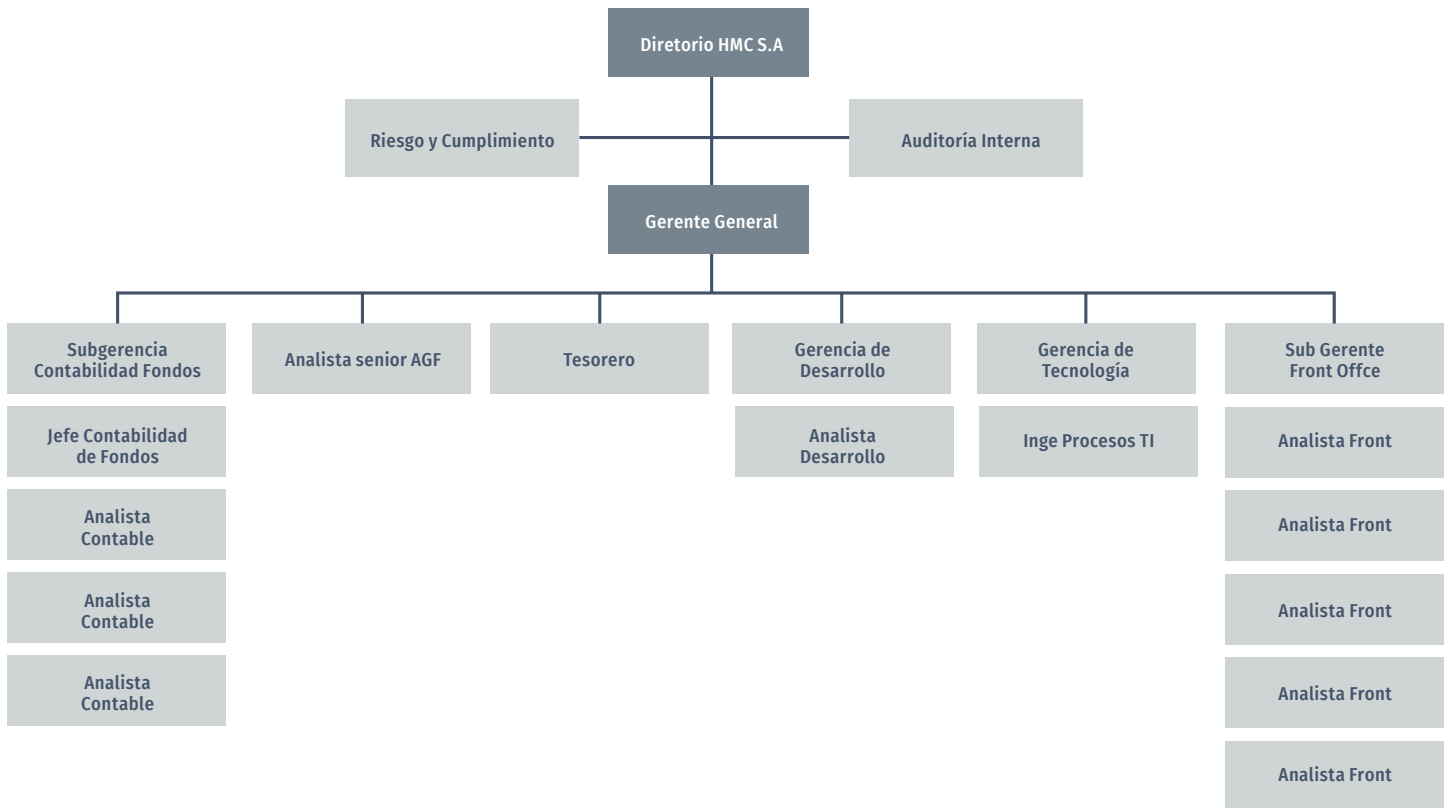 Diretorio HMC S.A
Riesgo y Cumplimiento
Auditoría Interna
Gerente General
Subgerencia
Contabilidad Fondos
Analista senior AGF
Tesorero
Gerencia de
Desarrollo
Gerencia de
Tecnología
Sub Gerente
Front Offce
Jefe Contabilidad
de Fondos
Analista
Desarrollo
Inge Procesos TI
Analista Front
Analista
Contable
Analista Front
Analista
Contable
Analista Front
Analista
Contable
Analista Front
Analista Front